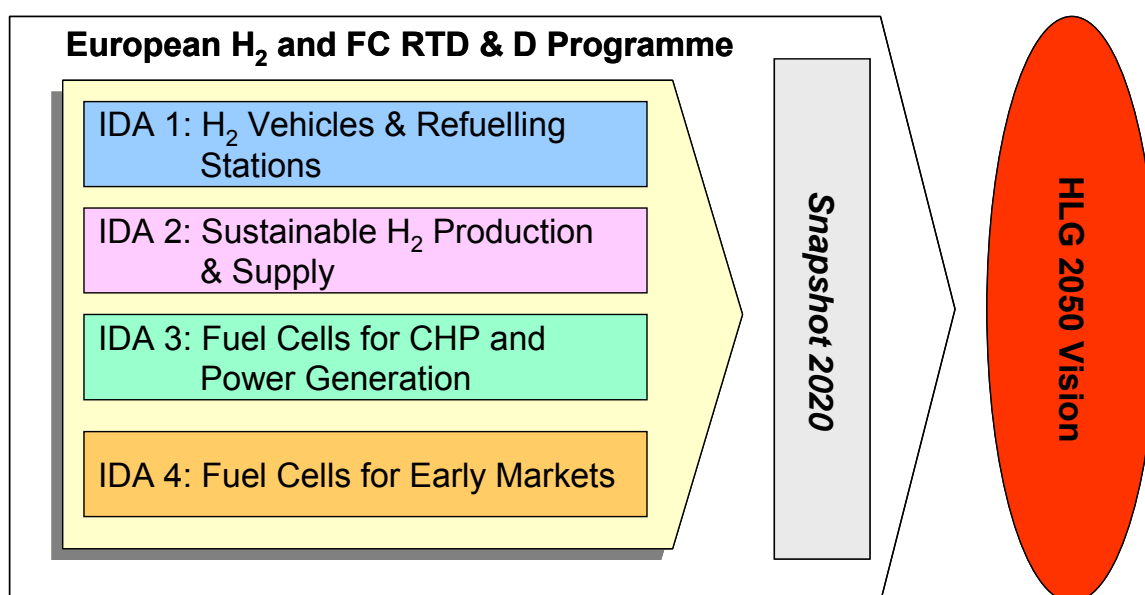 European H₂ and FC RTD & D Programme
IDA 1: H₂ Vehicles & Refuelling
Stations
IDA 2: Sustainable H₂ Production
& Supply
IDA 3: Fuel Cells for CHP and
Power Generation
IDA 4: Fuel Cells for Early Markets
Snapshot 2020
HLG 2050 Vision